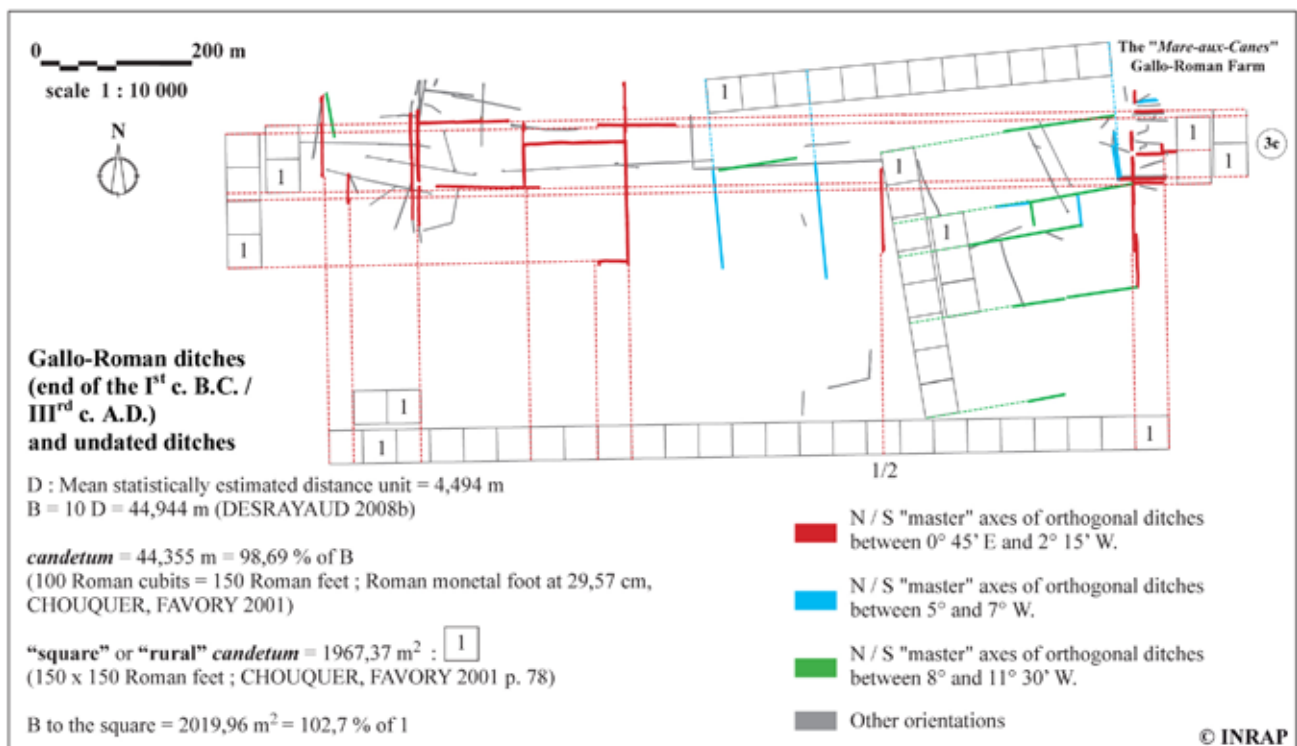 0 200 m
scale 1 : 10 000
N
The "Mare-aux-Canes"
Gallo-Roman Farm
1
1
1
1
1
1
1
3c
1
1
1
1/2
Gallo-Roman ditches
(end of the Ist c. B.C. /
IIIrd c. A.D.)
and undated ditches
D : Mean statistically estimated distance unit = 4,494 m
B = 10 D = 44,944 m (DESRAYAUD 2008b)
candetum = 44,355 m = 98,69 % of B
(100 Roman cubits = 150 Roman feet ; Roman monetal foot at 29,57 cm,
CHOUQUER, FAVORY 2001)
“square” or “rural” candetum = 1967,37 m2 : 1
(150 x 150 Roman feet ; CHOUQUER, FAVORY 2001 p. 78)
B to the square = 2019,96 m2 = 102,7 % of 1
N / S "master" axes of orthogonal ditches
between 0° 45' E and 2° 15' W.
N / S "master" axes of orthogonal ditches
between 5° and 7° W.
N / S "master" axes of orthogonal ditches
between 8° and 11° 30' W.
Other orientations
© INRAP